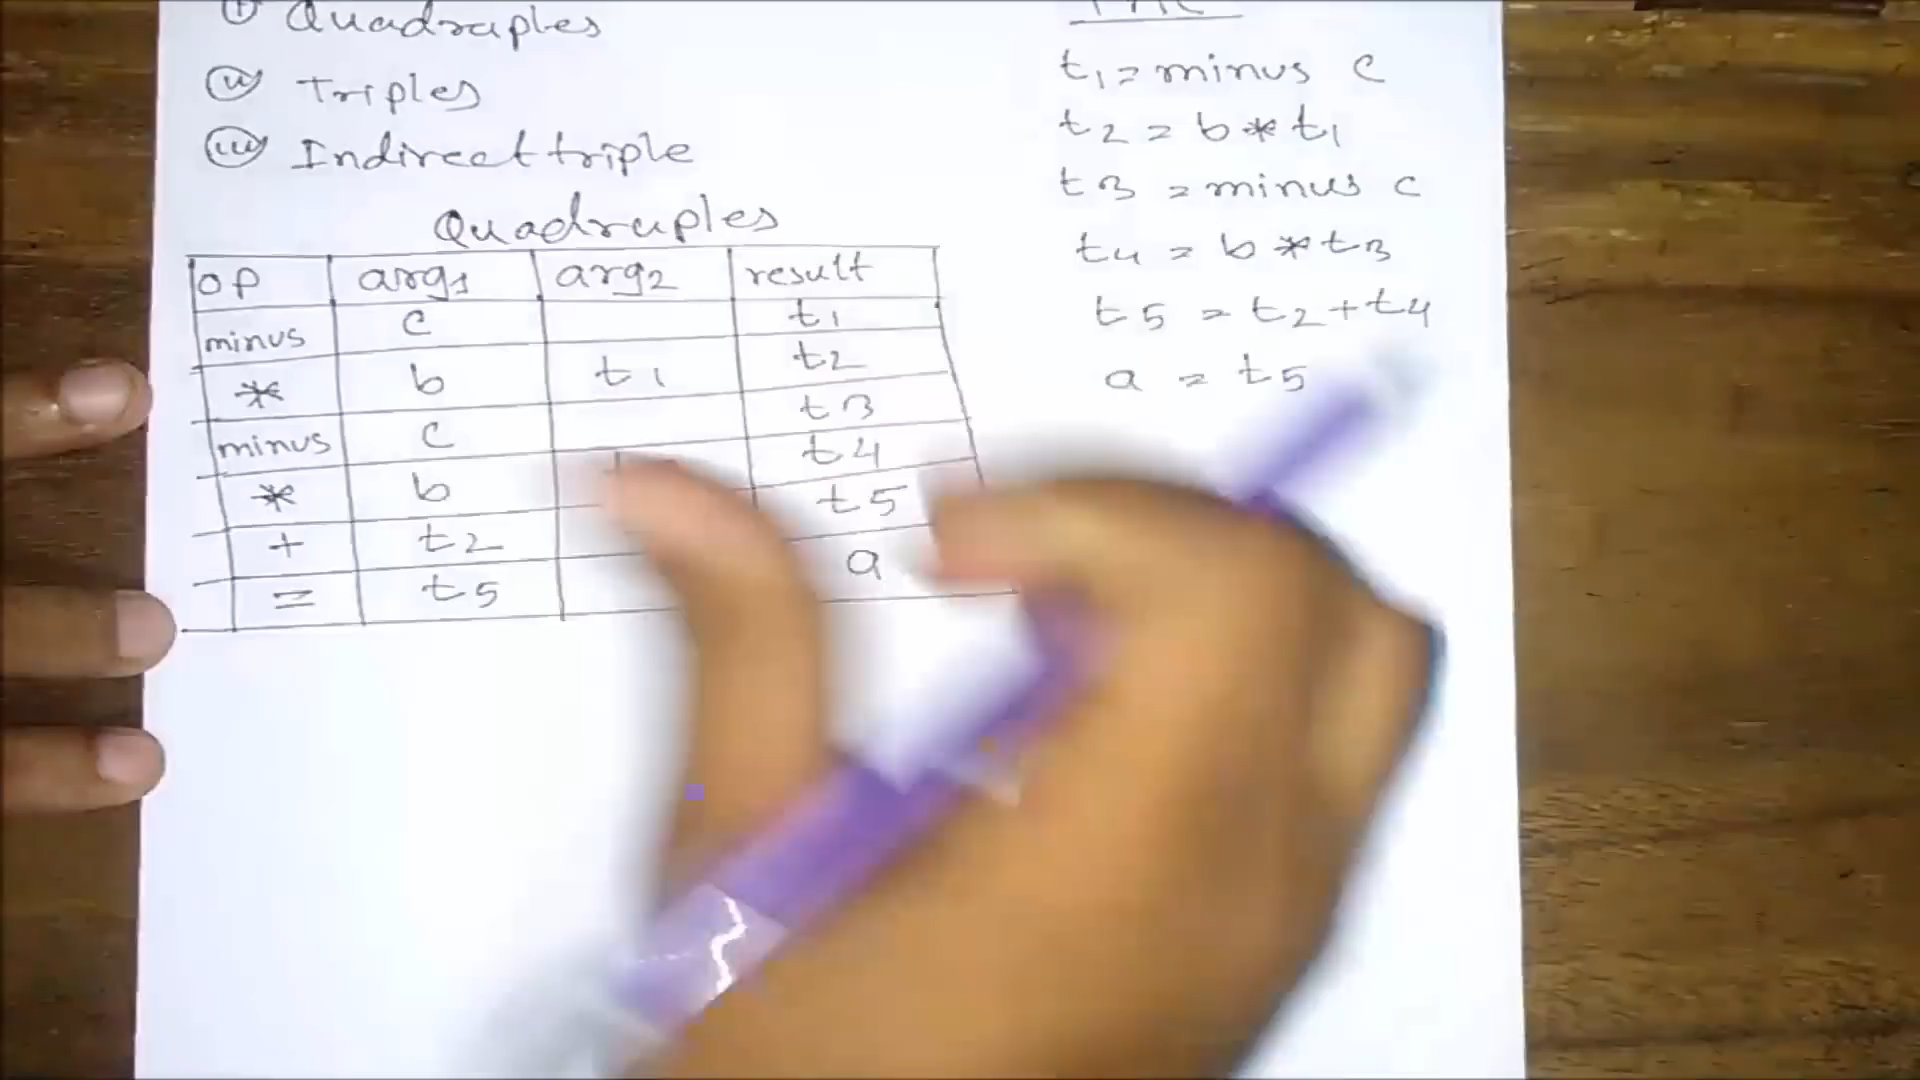 (i) Quadraples
(ii) Triples
(iii) Indirect triple
Quadruples
op arg1 arg2 result
minus c t1
* b t1 t2
minus c t3
* b t4
+ t2 t5
= t5 a
t1 = minus c
t2 = b * t1
t3 = minus c
t4 = b * t3
t5 = t2 + t4
a = t5